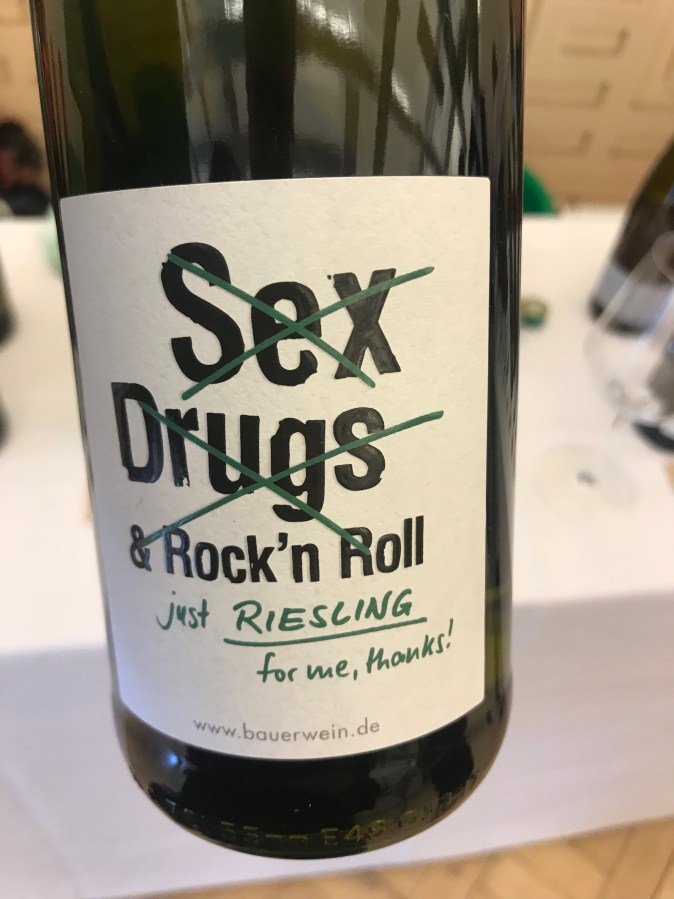 Sex
Drugs
& Rock'n Roll
just RIESLING
for me, thanks!
www.bauerwein.de